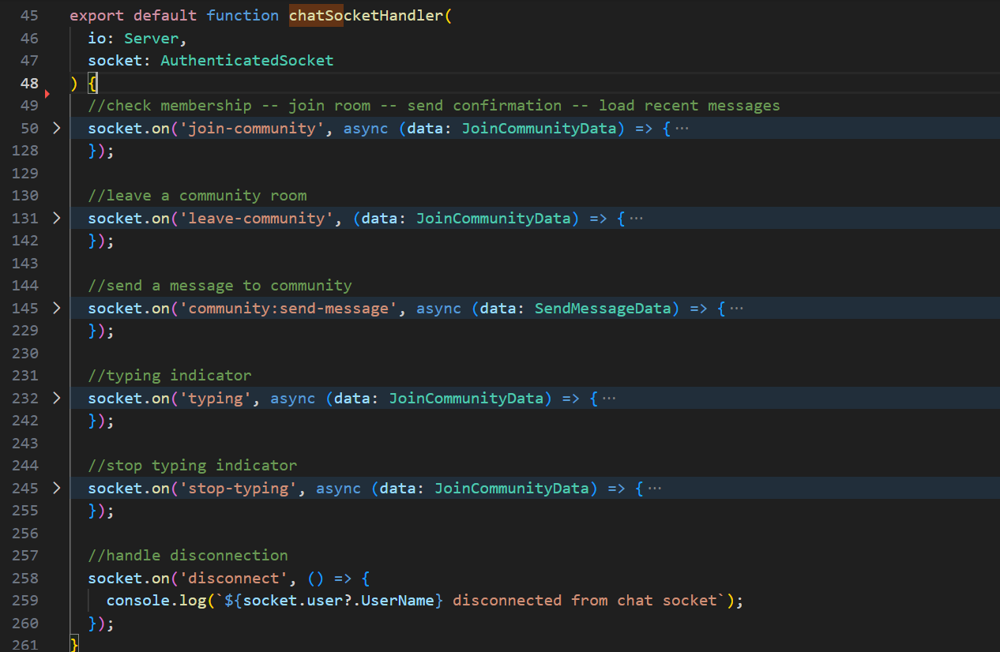 45 export default function chatSocketHandler(
46 io: Server,
47 socket: AuthenticatedSocket
48 ) {
49 //check membership -- join room -- send confirmation -- load recent messages
50 socket.on('join-community', async (data: JoinCommunityData) => { ···
128 });
129
130 //leave a community room
131 socket.on('leave-community', (data: JoinCommunityData) => { ···
142 });
143
144 //send a message to community
145 socket.on('community:send-message', async (data: SendMessageData) => { ···
229 });
230
231 //typing indicator
232 socket.on('typing', async (data: JoinCommunityData) => { ···
242 });
243
244 //stop typing indicator
245 socket.on('stop-typing', async (data: JoinCommunityData) => { ···
255 });
256
257 //handle disconnection
258 socket.on('disconnect', () => {
259 console.log(`${socket.user?.UserName} disconnected from chat socket`);
260 });
261 }